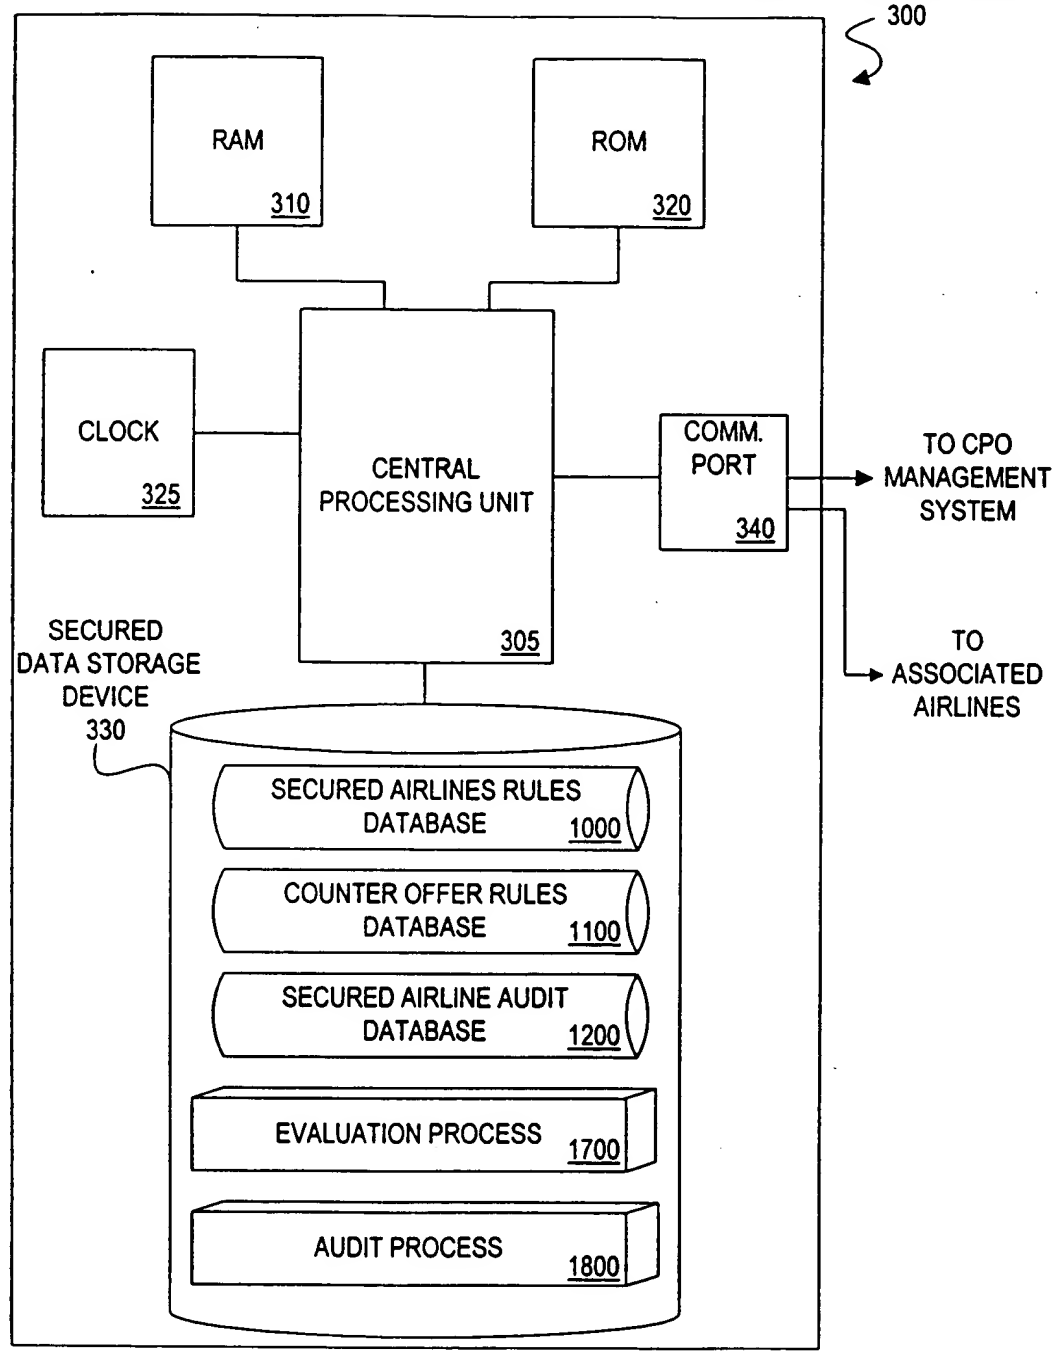 300
RAM
310
ROM
320
CLOCK
325
CENTRAL
PROCESSING UNIT
305
COMM.
PORT
340
TO CPO
MANAGEMENT
SYSTEM
TO
ASSOCIATED
AIRLINES
SECURED
DATA STORAGE
DEVICE
330
SECURED AIRLINES RULES
DATABASE
1000
COUNTER OFFER RULES
DATABASE
1100
SECURED AIRLINE AUDIT
DATABASE
1200
EVALUATION PROCESS
1700
AUDIT PROCESS
1800